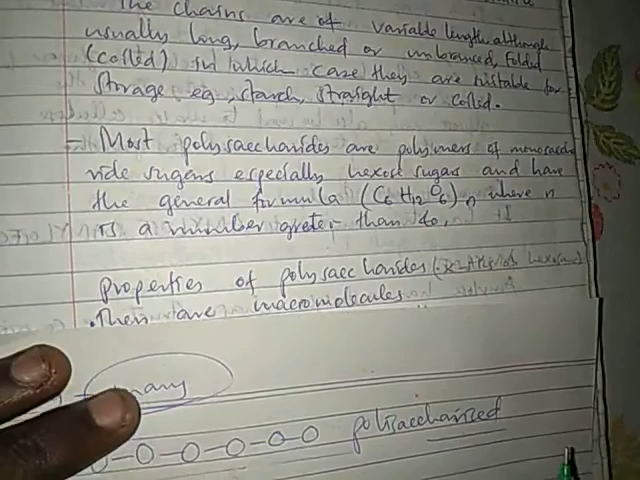 The chains are of variable length although
usually long, branched or unbranched, folded
(coiled) in which case they are suitable for
storage eg, starch, straight or coiled.
- Most polysaccharides are polymers of monosaccha
ride sugars especially hexose sugars and have
the general formula (C6 H12 O6) n where n
is a number greter than 40.
Properties of polysaccharides
. They are macromolecules
many
polisaccharised